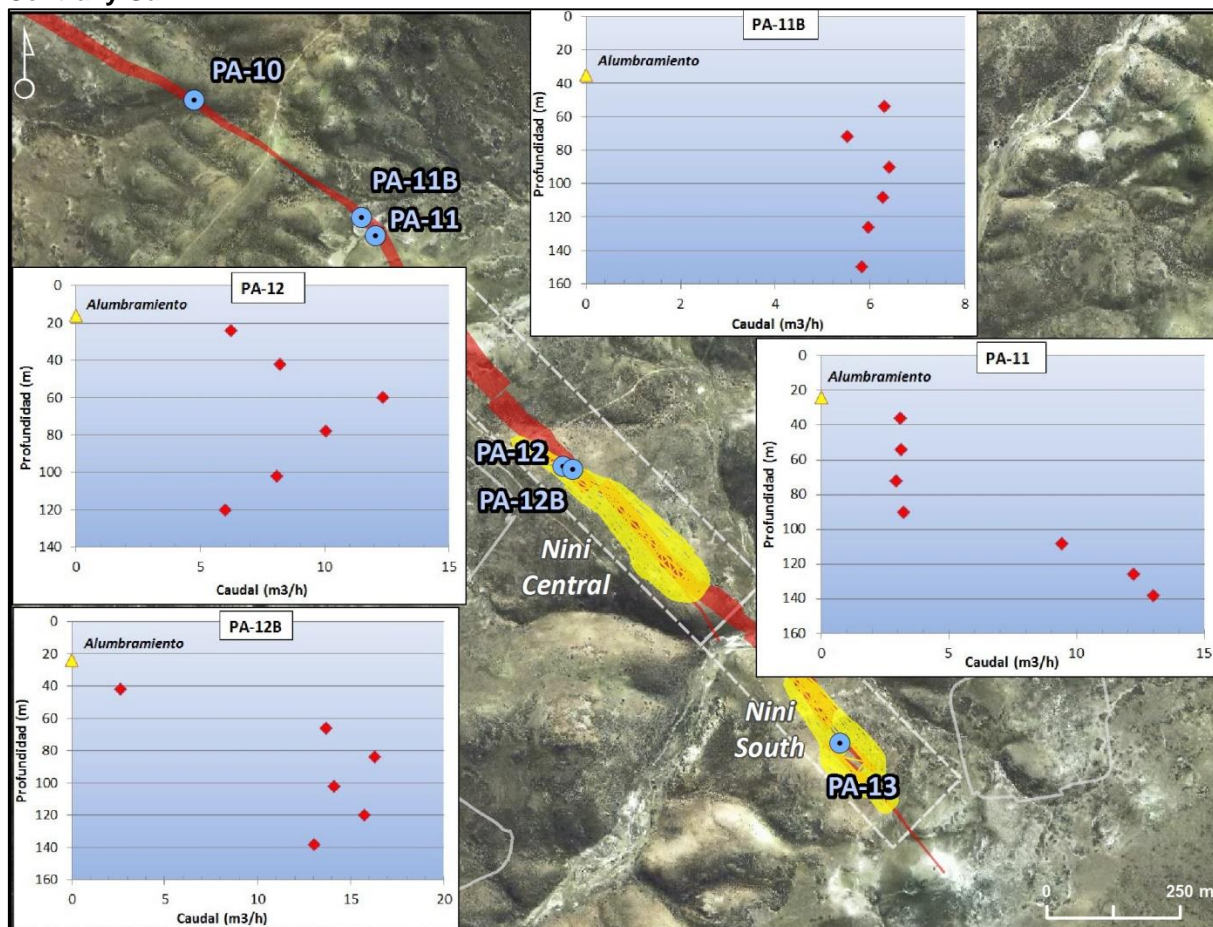 PA-10
PA-11B
PA-11
PA-12
PA-12B
Nini
Central
Nini
South
PA-13
0 250 m
PA-11B
Alumbramiento
Profundidad (m)
0
20
40
60
80
100
120
140
160
0 2 4 6 8
Caudal (m3/h)
PA-12
Alumbramiento
Profundidad (m)
0
20
40
60
80
100
120
140
0 5 10 15
Caudal (m3/h)
PA-11
Alumbramiento
Profundidad (m)
0
20
40
60
80
100
120
140
160
0 5 10 15
Caudal (m3/h)
PA-12B
Alumbramiento
Profundidad (m)
0
20
40
60
80
100
120
140
160
0 5 10 15 20
Caudal (m3/h)